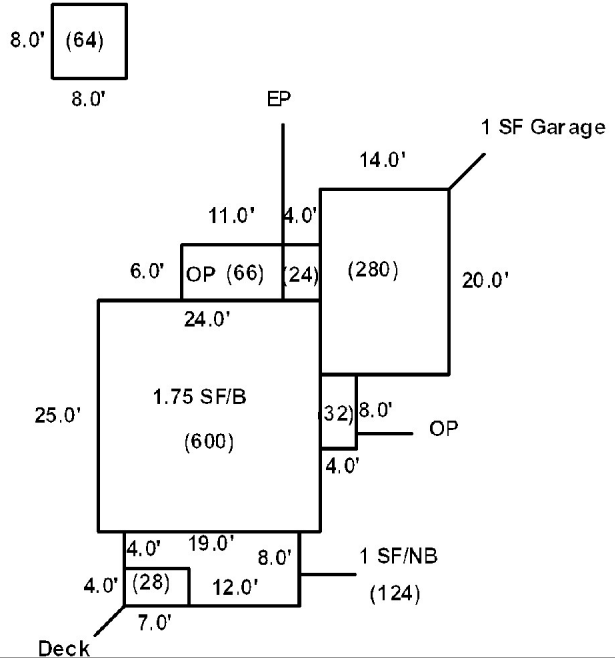 8.0' (64)
8.0'
EP
1 SF Garage
14.0'
11.0' 4.0'
6.0' OP (66) (24) (280) 20.0'
24.0'
1.75 SF/B
25.0' (32) 8.0'
(600) OP
4.0'
4.0' 19.0' 8.0' 1 SF/NB
4.0' (28) 12.0' (124)
7.0'
Deck